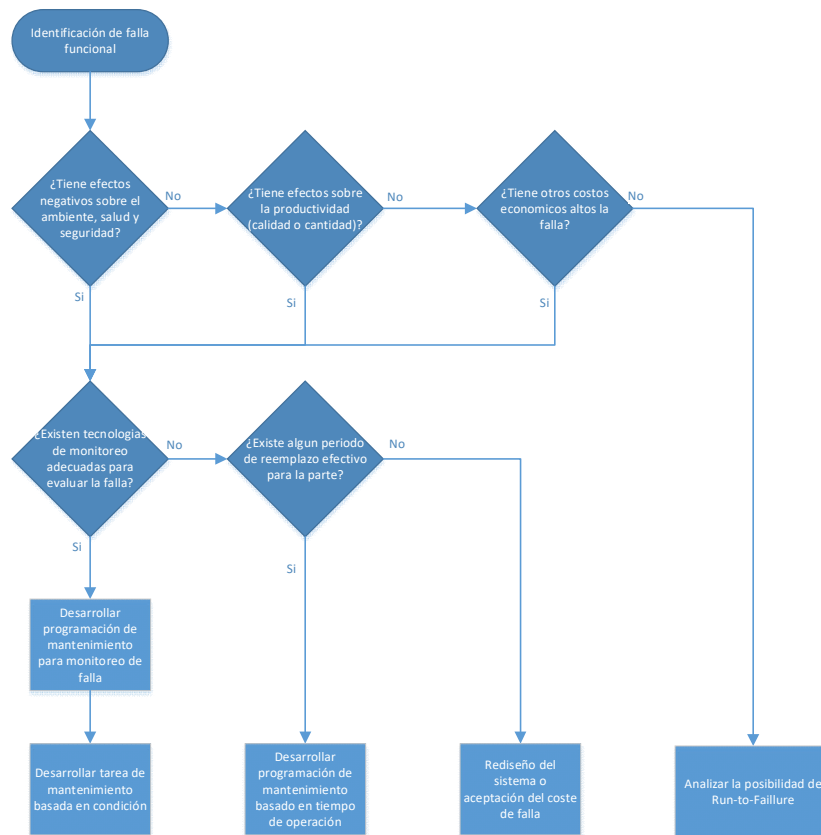 Identificación de falla
funcional
¿Tiene efectos
negativos sobre el
ambiente, salud y
seguridad?
No
¿Tiene efectos sobre
la productividad
(calidad o cantidad)?
No
¿Tiene otros costos
economicos altos la
falla?
No
Si
Si
Si
¿Existen tecnologias
de monitoreo
adecuadas para
evaluar la falla?
No
¿Existe algun periodo
de reemplazo efectivo
para la parte?
No
Si
Si
Desarrollar
programación de
mantenimiento
para monitoreo de
falla
Desarrollar tarea de
mantenimiento
basada en condición
Desarrollar
programación de
mantenimiento
basado en tiempo
de operación
Rediseño del
sistema o
aceptación del coste
de falla
Analizar la posibilidad de
Run-to-Faillure